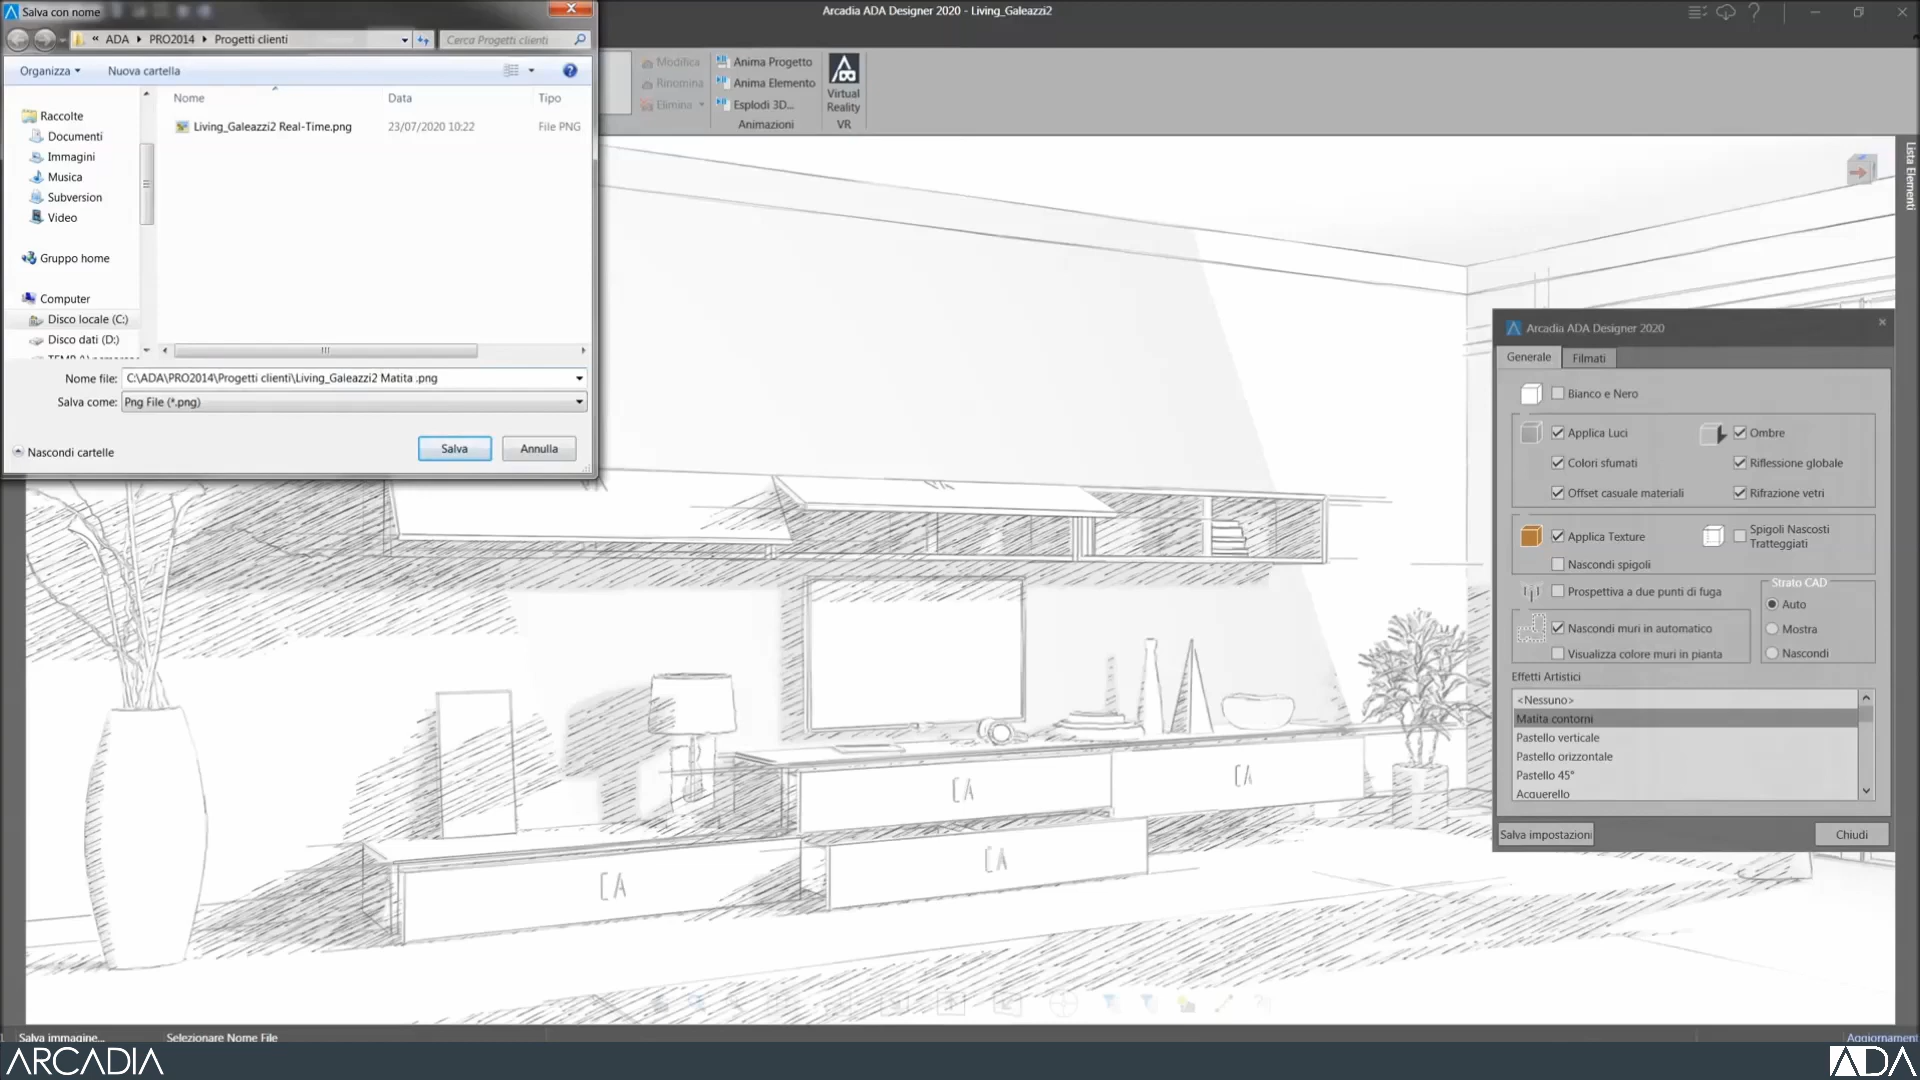 Salva con nome
Arcadia ADA Designer 2020 - Living_Galeazzi2
« ADA ▸ PRO2014 ▸ Progetti clienti
Cerca Progetti clienti
Organizza
Nuova cartella
Modifica
Rinomina
Elimina
Anima Progetto
Anima Elemento
Esplodi 3D...
Animazioni
Virtual
Reality
VR
Nome
Data
Tipo
Living_Galeazzi2 Real-Time.png
23/07/2020 10:22
File PNG
Raccolte
Documenti
Immagini
Musica
Subversion
Video
Gruppo home
Computer
Disco locale (C:)
Disco dati (D:)
Nome file:
C:\ADA\PRO2014\Progetti clienti\Living_Galeazzi2 Matita .png
Salva come:
Png File (*.png)
Nascondi cartelle
Salva
Annulla
Lista Elementi
Arcadia ADA Designer 2020
Generale
Filmati
Bianco e Nero
Applica Luci
Ombre
Colori sfumati
Riflessione globale
Offset casuale materiali
Rifrazione vetri
Applica Texture
Spigoli Nascosti
Tratteggiati
Nascondi spigoli
Prospettiva a due punti di fuga
Strato CAD
Auto
Nascondi muri in automatico
Mostra
Visualizza colore muri in pianta
Nascondi
Effetti Artistici
<Nessuno>
Matita contorni
Pastello verticale
Pastello orizzontale
Pastello 45°
Acquerello
Salva impostazioni
Chiudi
CA
CA
CA
CA
Salva immagine...
Selezionare Nome File
Aggiornament
ARCADIA
ADA